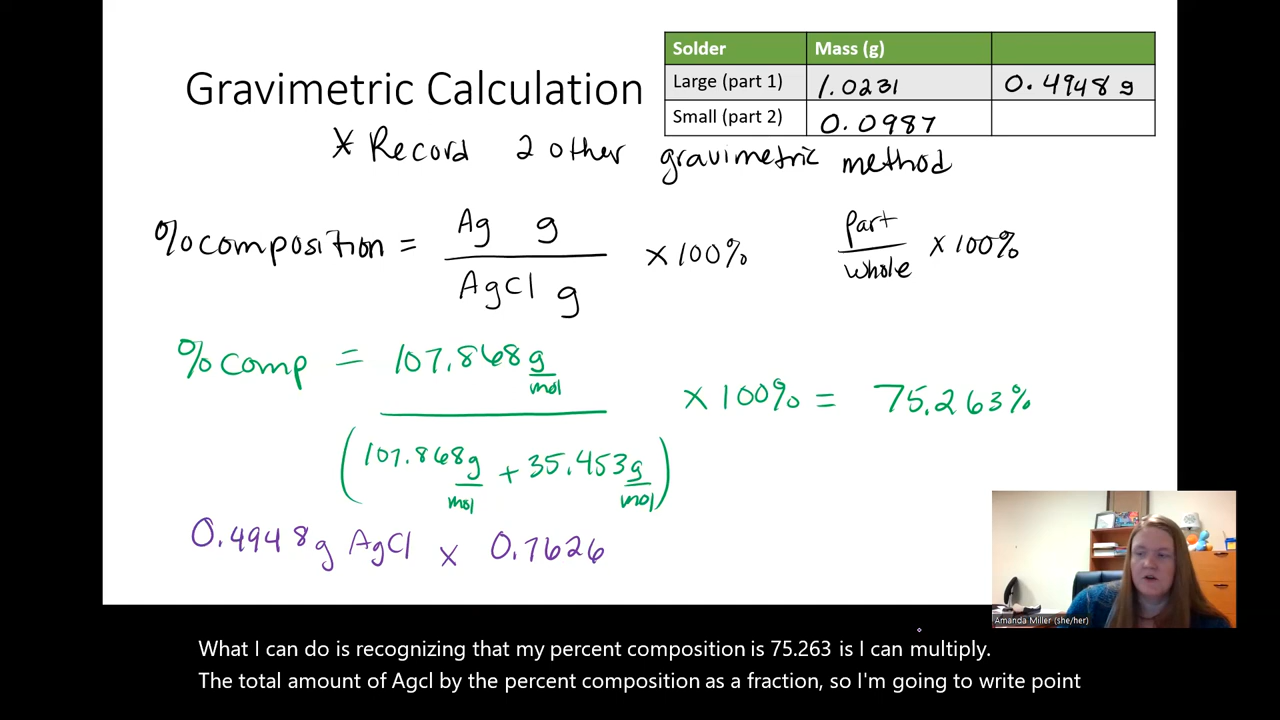 Gravimetric Calculation
Solder Mass (g)
Large (part 1) 1.0231 0.4948 g
Small (part 2) 0.0987
* Record 2 other gravimetric method
%composition = Ag g / AgCl g × 100%
part / whole × 100%
%comp = 107.868 g/mol / (107.868 g/mol + 35.453 g/mol) × 100% = 75.263%
0.4948g AgCl × 0.7626
Amanda Miller (she/her)
What I can do is recognizing that my percent composition is 75.263 is I can multiply.
The total amount of Agcl by the percent composition as a fraction, so I'm going to write point